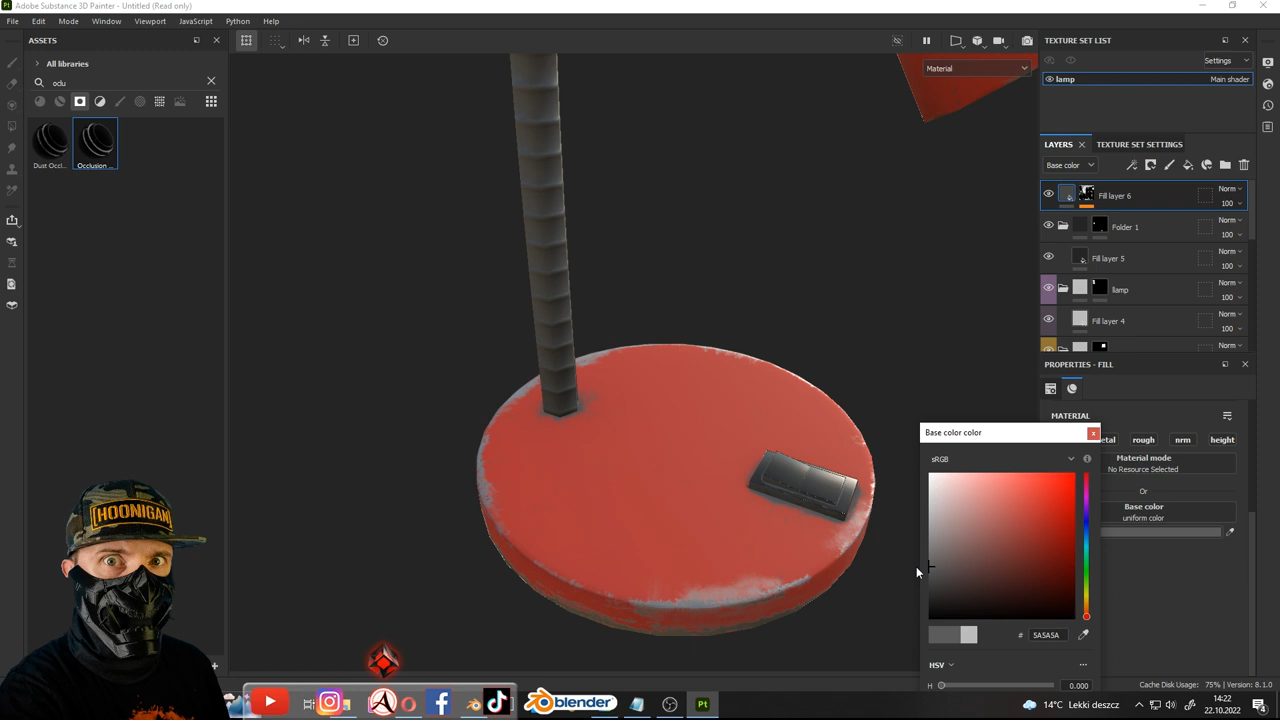 Adobe Substance 3D Painter - Untitled (Read only)
File Edit Mode Window Viewport JavaScript Python Help
ASSETS
All libraries
odu
Dust Occl...
Occlusion ...
Material
TEXTURE SET LIST
Settings
lamp Main shader
LAYERS TEXTURE SET SETTINGS
Base color
Fill layer 6 Norm 100
Folder 1 Norm 100
Fill layer 5 Norm 100
llamp Norm 100
Fill layer 4 Norm 100
Norm
PROPERTIES - FILL
MATERIAL
etal rough nrm height
Material mode
No Resource Selected
Or
Base color
uniform color
Base color color
sRGB
# 5A5A5A
HSV
H 0.000
HOONIGAN
blender
Pt
Cache Disk Usage: 75% | Version: 8.1.0
14°C Lekki deszcz
14:22
22.10.2022